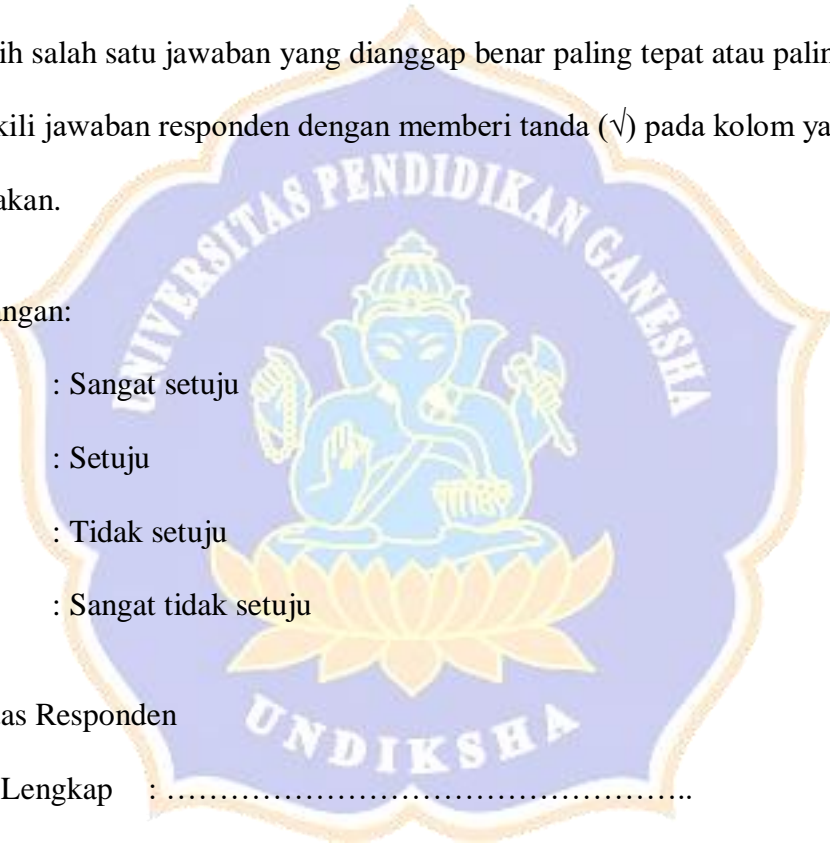 ih salah satu jawaban yang dianggap benar paling tepat atau palin
kili jawaban responden dengan memberi tanda (√) pada kolom ya
akan.
UNIVERSITAS PENDIDIKAN GANESHA
angan:
: Sangat setuju
: Setuju
: Tidak setuju
: Sangat tidak setuju
as Responden
UNDIKSHA
Lengkap : …………………………………………..